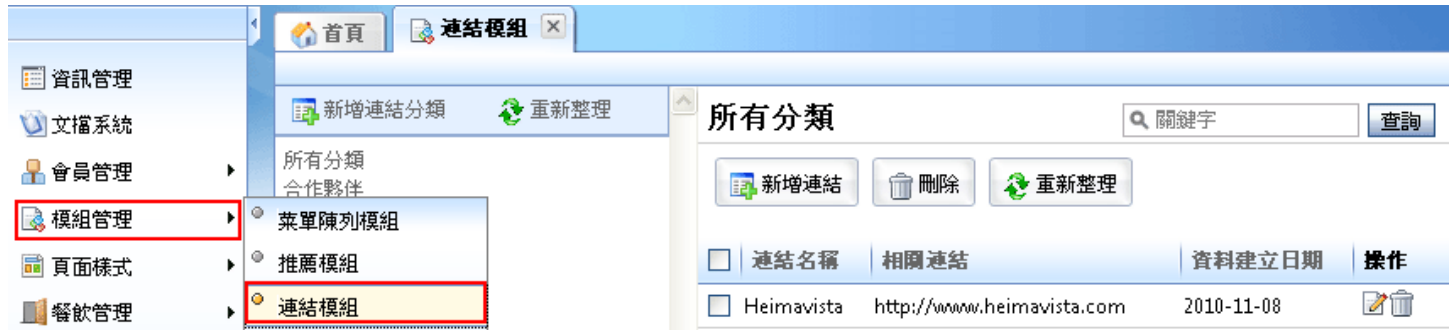 首頁
連結模組
資訊管理
文檔系統
會員管理
模組管理
頁面樣式
餐飲管理
新增連結分類 重新整理
所有分類
合作夥伴
菜單陳列模組
推薦模組
連結模組
所有分類
關鍵字 查詢
新增連結 刪除 重新整理
連結名稱 相關連結 資料建立日期 操作
Heimavista http://www.heimavista.com 2010-11-08